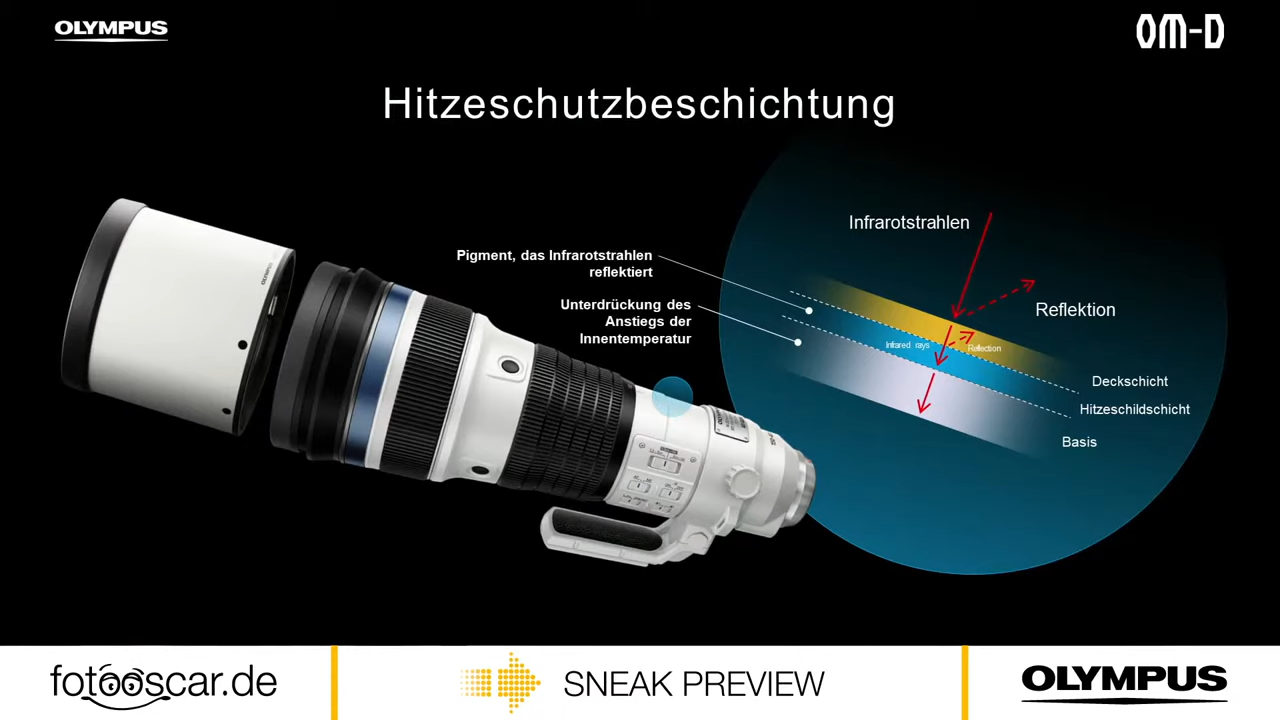 OLYMPUS
OM-D
Hitzeschutzbeschichtung
Infrarotstrahlen
Pigment, das Infrarotstrahlen
reflektiert
Unterdrückung des
Anstiegs der
Innentemperatur
Reflektion
Infrared rays
Reflection
Deckschicht
Hitzeschildschicht
Basis
fotooscar.de
SNEAK PREVIEW
OLYMPUS